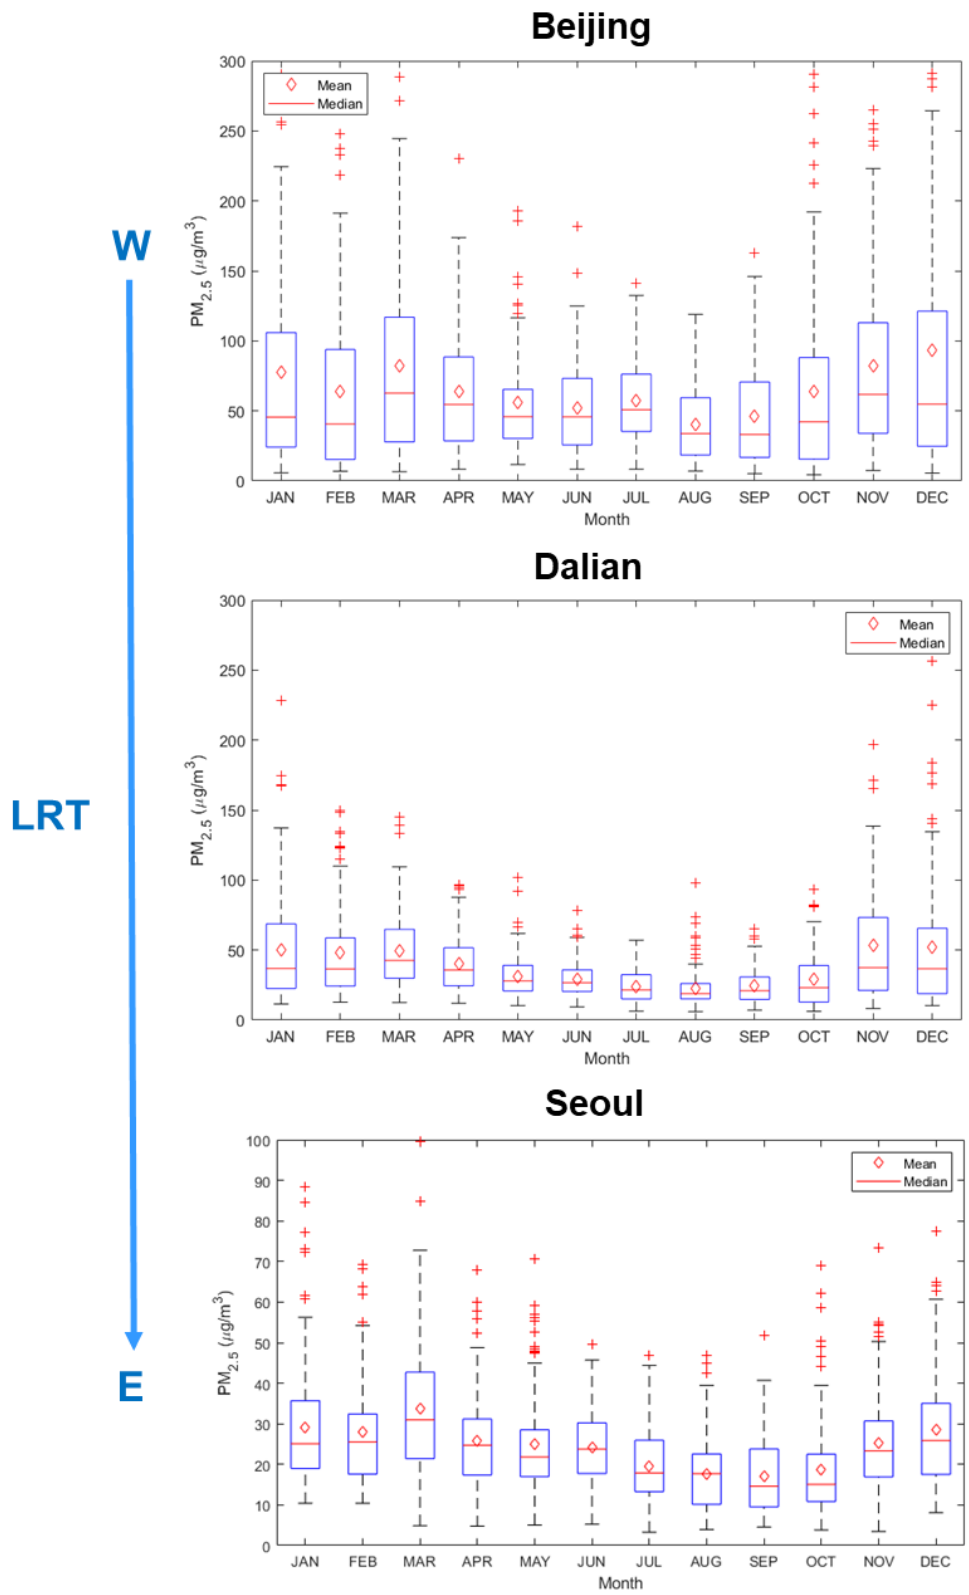 Beijing
300
250
200
150
100
50
0
PM2.5 (μg/m3)
Mean
Median
JAN FEB MAR APR MAY JUN JUL AUG SEP OCT NOV DEC
Month
W
Dalian
300
250
200
150
100
50
0
PM2.5 (μg/m3)
Mean
Median
JAN FEB MAR APR MAY JUN JUL AUG SEP OCT NOV DEC
Month
LRT
Seoul
100
90
80
70
60
50
40
30
20
10
0
PM2.5 (μg/m3)
Mean
Median
JAN FEB MAR APR MAY JUN JUL AUG SEP OCT NOV DEC
Month
E